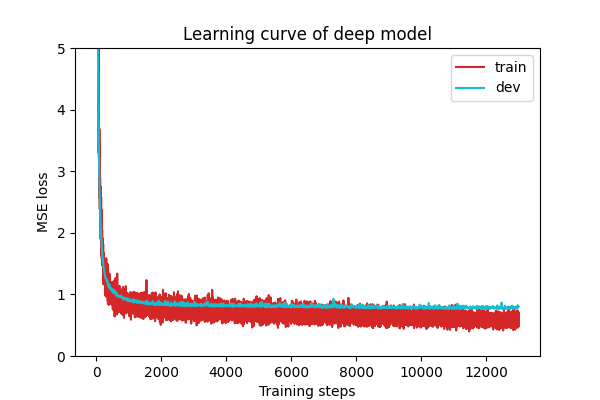 Learning curve of deep model
train
dev
MSE loss
5
4
3
2
1
0
0 2000 4000 6000 8000 10000 12000
Training steps